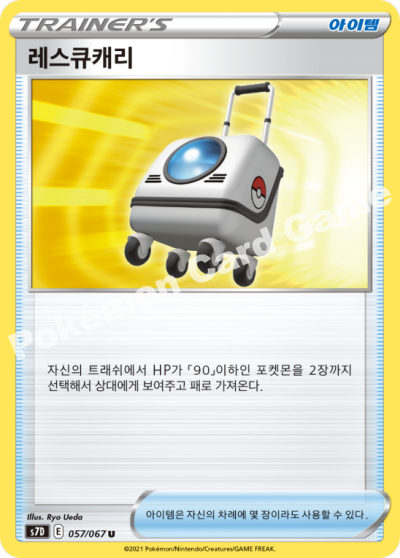 TRAINER'S
아이템
레스큐캐리
Pokémon Card Game
자신의 트래쉬에서 HP가 「90」이하인 포켓몬을 2장까지
선택해서 상대에게 보여주고 패로 가져온다.
Illus. Ryo Ueda
s7D E 057/067 U
아이템은 자신의 차례에 몇 장이라도 사용할 수 있다.
©2021 Pokémon/Nintendo/Creatures/GAME FREAK.